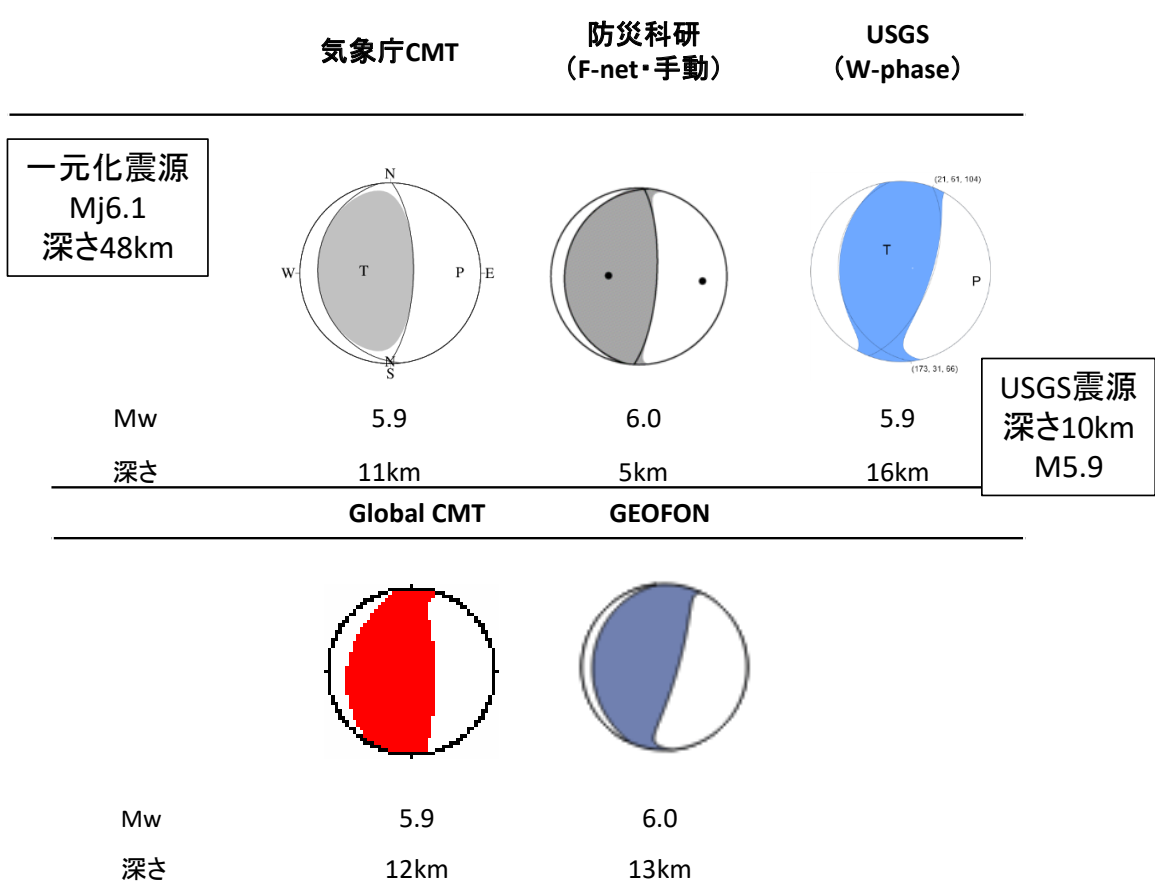 気象庁CMT
防災科研
(F-net・手動)
USGS
(W-phase)
一元化震源
Mj6.1
深さ48km
N
W
T
P
E
N
S
(21, 61, 104)
T
P
(173, 31, 66)
USGS震源
深さ10km
M5.9
Mw 5.9 6.0 5.9
深さ 11km 5km 16km
Global CMT GEOFON
Mw 5.9 6.0
深さ 12km 13km